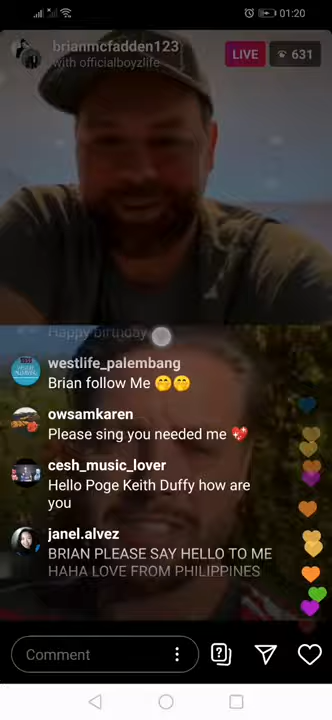 01:20
brianmcfadden123
with officialboyzlife
LIVE
631
Happy birthday
westlife_palembang
Brian follow Me 🤭🤭
owsamkaren
Please sing you needed me 💖
cesh_music_lover
Hello Poge Keith Duffy how are
you
janel.alvez
BRIAN PLEASE SAY HELLO TO ME
HAHA LOVE FROM PHILIPPINES
Comment